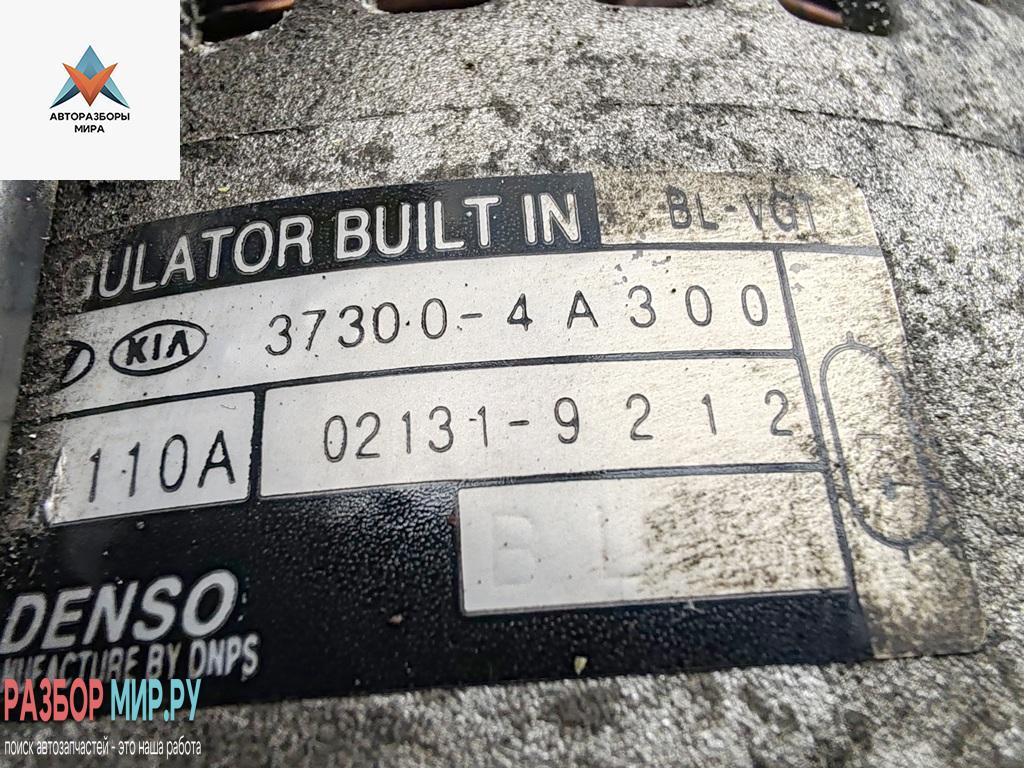 АВТОРАЗБОРЫ
МИРА
GULATOR BUILT IN
BL-VGT
KIA
37300-4A300
110A
02131-9212
BL
DENSO
NUFACTURE BY DNPS
РАЗБОР МИР.РУ
поиск автозапчастей - это наша работа